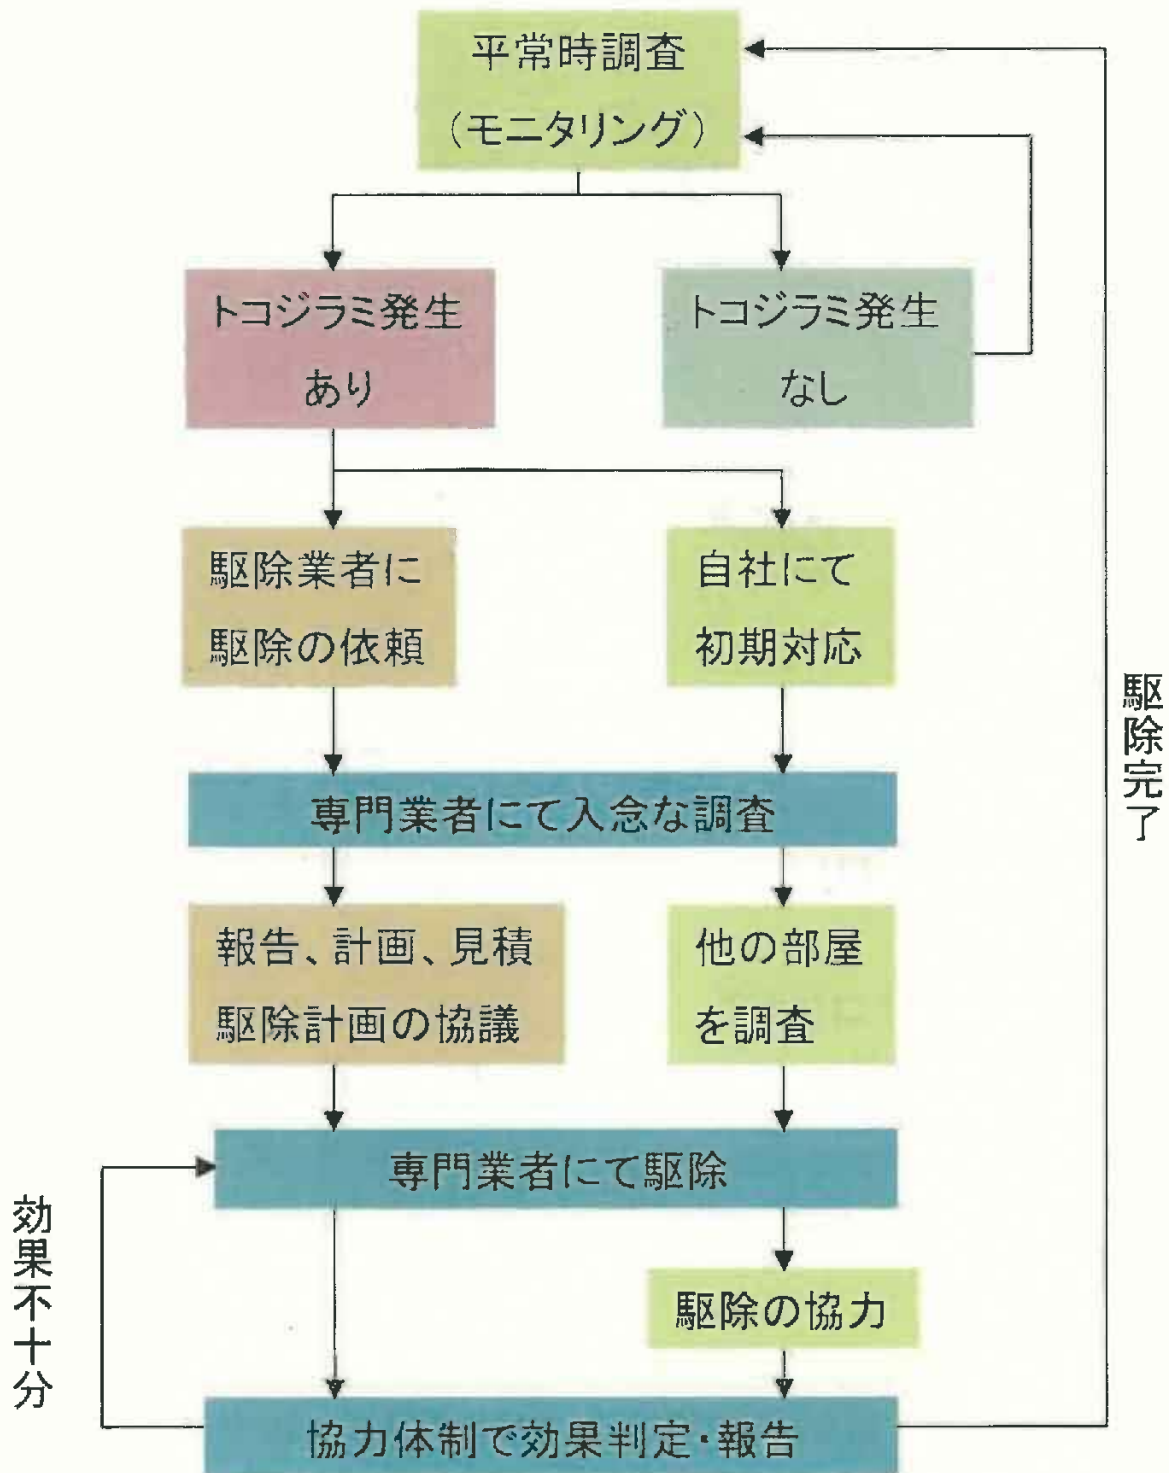 平常時調査
（モニタリング）
トコジラミ発生
あり
トコジラミ発生
なし
駆除業者に
駆除の依頼
自社にて
初期対応
専門業者にて入念な調査
報告、計画、見積
駆除計画の協議
他の部屋
を調査
専門業者にて駆除
駆除の協力
協力体制で効果判定・報告
効果不十分
駆除完了